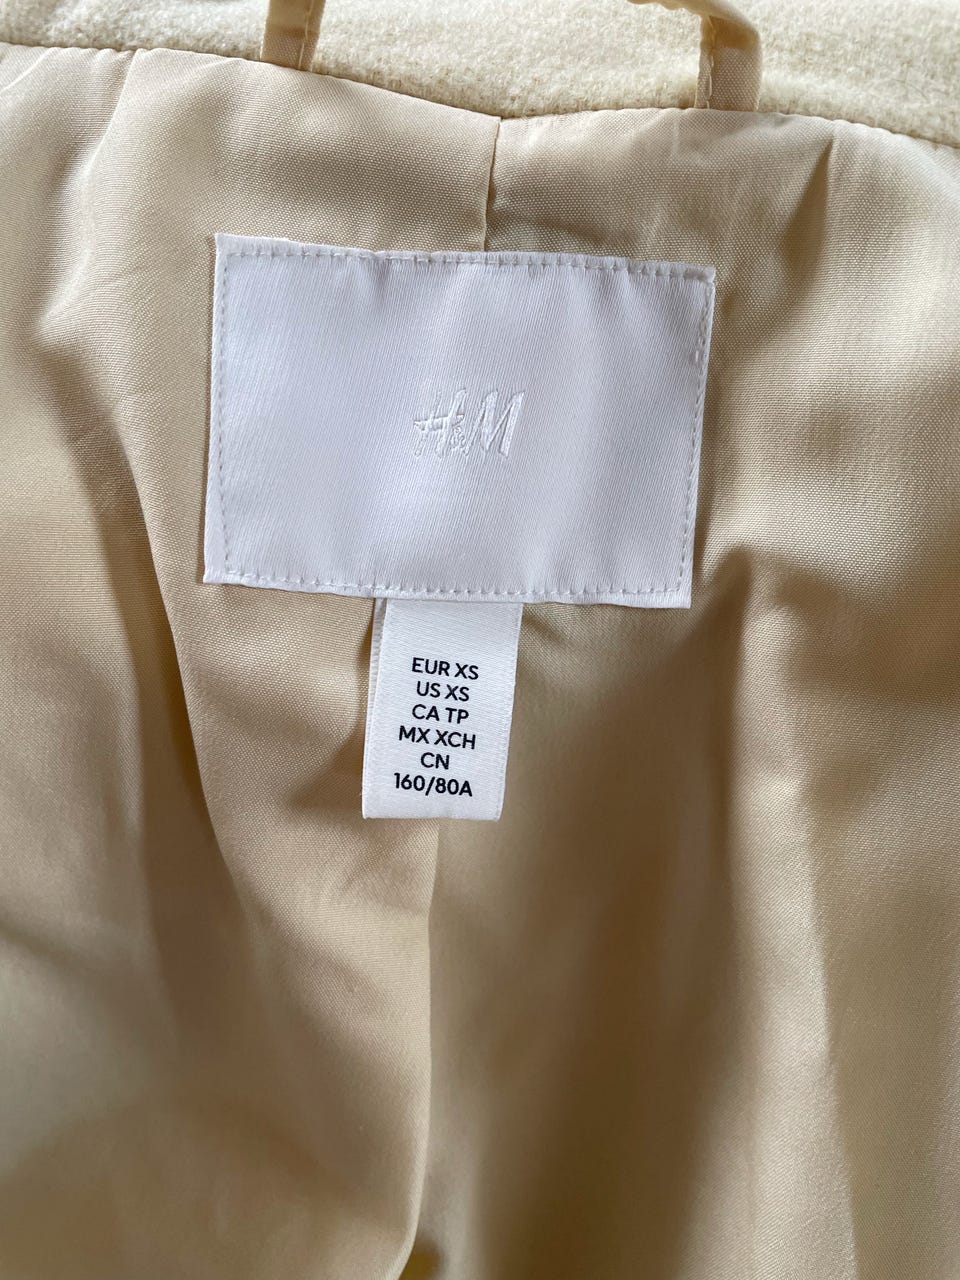 H&M
EUR XS
US XS
CA TP
MX XCH
CN
160/80A